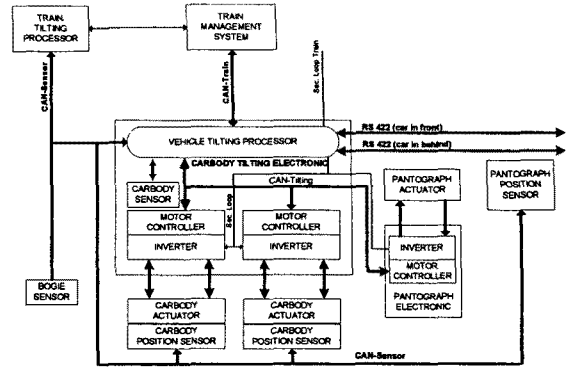 TRAIN
TILTING
PROCESSOR
TRAIN
MANAGEMENT
SYSTEM
CAN-Sensor
CAN-Train
Sec. Loop Train
RS 422 (car in front)
VEHICLE TILTING PROCESSOR
RS 422 (car in behind)
CARBODY TILTING ELECTRONIC
CAN-Tilting
PANTOGRAPH
ACTUATOR
PANTOGRAPH
POSITION
SENSOR
CARBODY
SENSOR
Sec. Loop
MOTOR
CONTROLLER
INVERTER
MOTOR
CONTROLLER
INVERTER
INVERTER
MOTOR
CONTROLLER
PANTOGRAPH
ELECTRONIC
BOGIE
SENSOR
CARBODY
ACTUATOR
CARBODY
POSITION SENSOR
CARBODY
ACTUATOR
CARBODY
POSITION SENSOR
CAN-Sensor